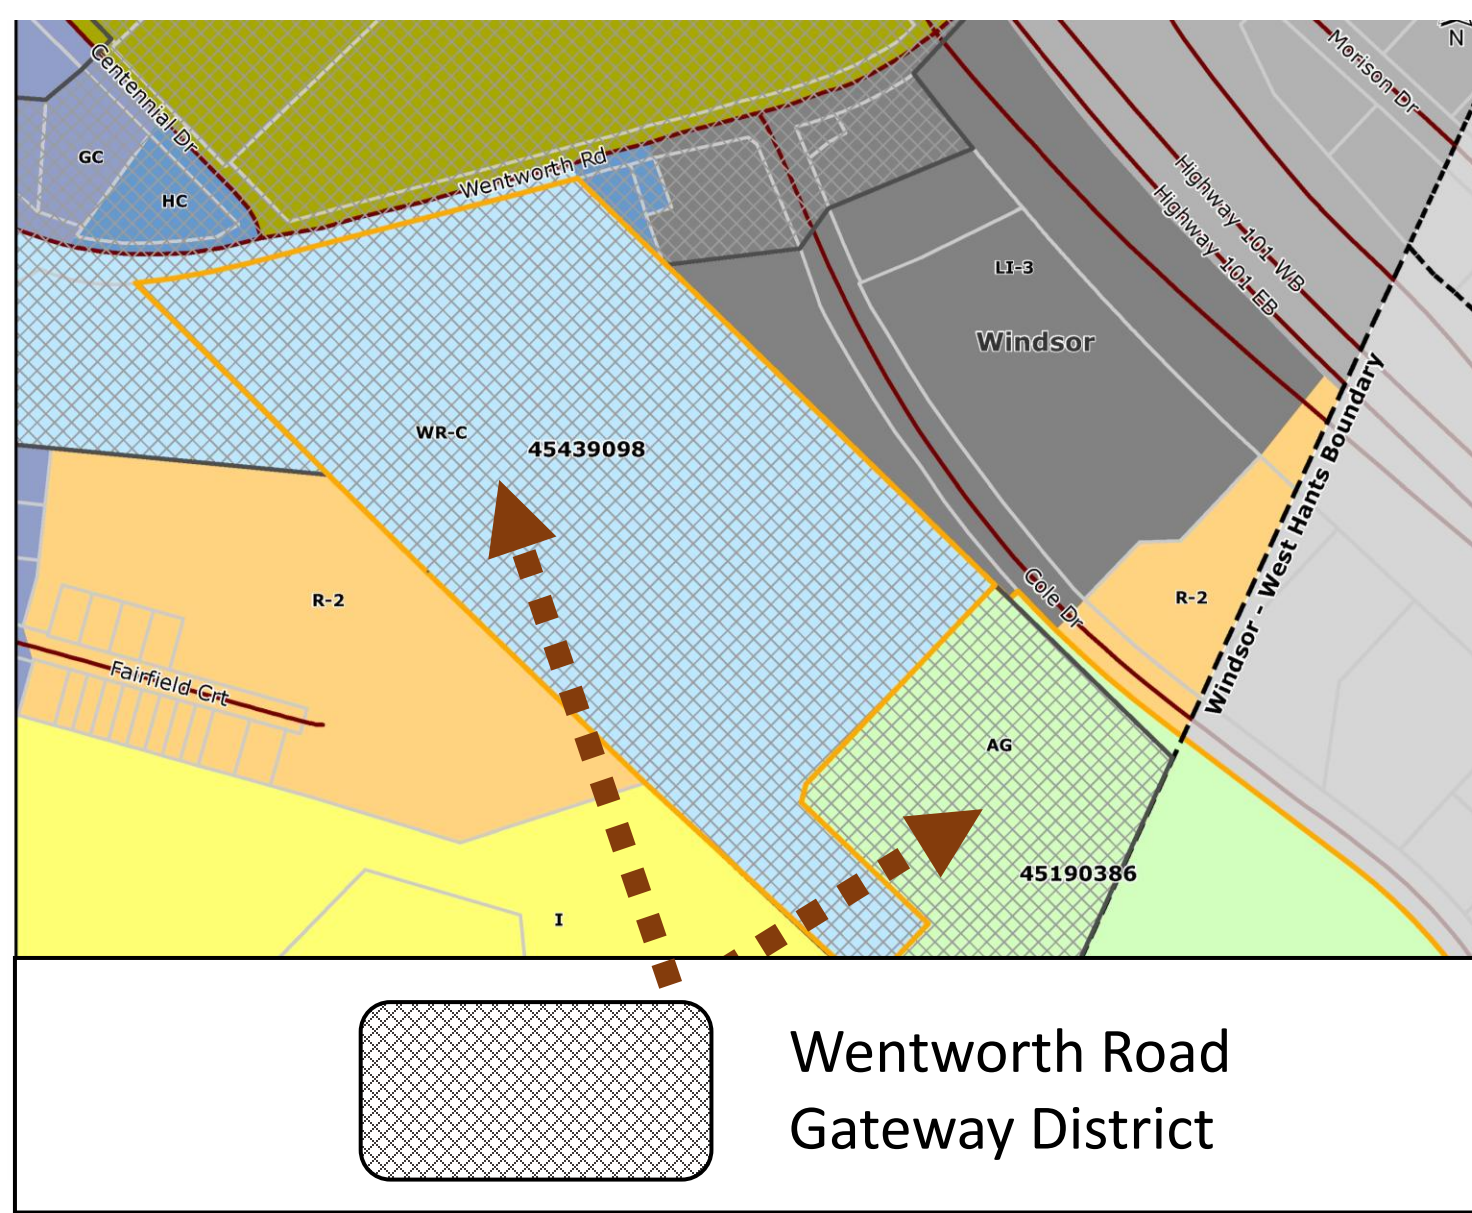 N
Morison Dr
Centennial Dr
GC
Wentworth Rd
HC
Highway 101 WB
Highway 101 EB
LI-3
Windsor
WR-C
45439098
Windsor - West Hants Boundary
R-2
Cole Dr
R-2
Fairfield Crt
AG
45190386
I
Wentworth Road
Gateway District